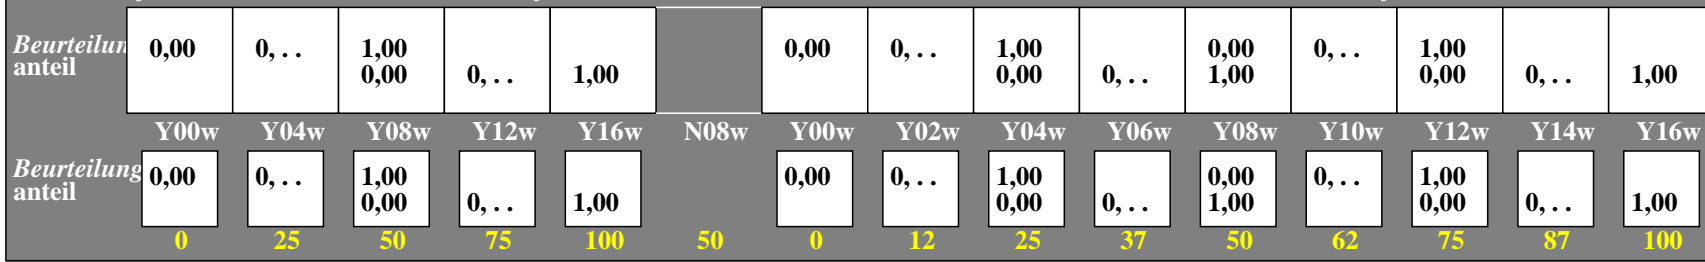 Beurteilun 0,00 0, . . 1,00 0,00 0, . . 1,00 0,00 0, . . 1,00
anteil 0,00 0, . . 1,00 0,00 0, . . 1,00 0,00 0, . . 1,00
Y00w Y04w Y08w Y12w Y16w N08w Y00w Y02w Y04w Y06w Y08w Y10w Y12w Y14w Y16w
Beurteilung 0,00 0, . . 1,00 0,00 0, . . 1,00 0,00 0, . . 1,00
anteil 0,00 0, . . 1,00 0,00 0, . . 1,00 0,00 0, . . 1,00
0 25 50 75 100 50 0 12 25 37 50 62 75 87 100